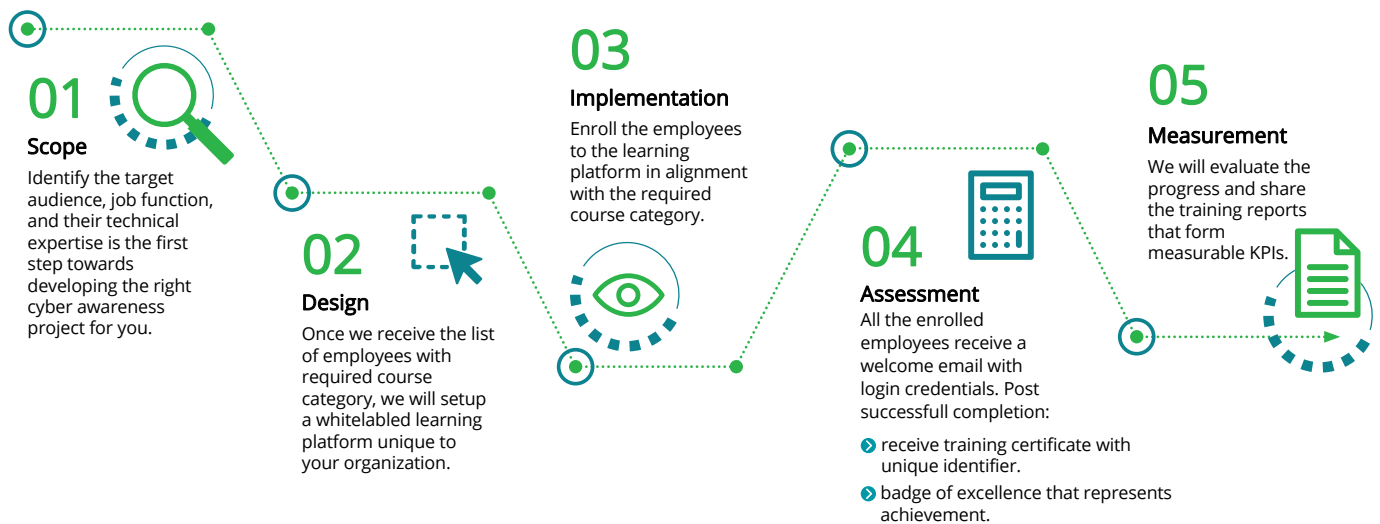 01
Scope
Identify the target
audience, job function,
and their technical
expertise is the first
step towards
developing the right
cyber awareness
project for you.
02
Design
Once we receive the list
of employees with
required course
category, we will setup
a whitelabled learning
platform unique to
your organization.
03
Implementation
Enroll the employees
to the learning
platform in alignment
with the required
course category.
04
Assessment
All the enrolled
employees receive a
welcome email with
login credentials. Post
successfull completion:
receive training certificate with
unique identifier.
badge of excellence that represents
achievement.
05
Measurement
We will evaluate the
progress and share
the training reports
that form
measurable KPIs.